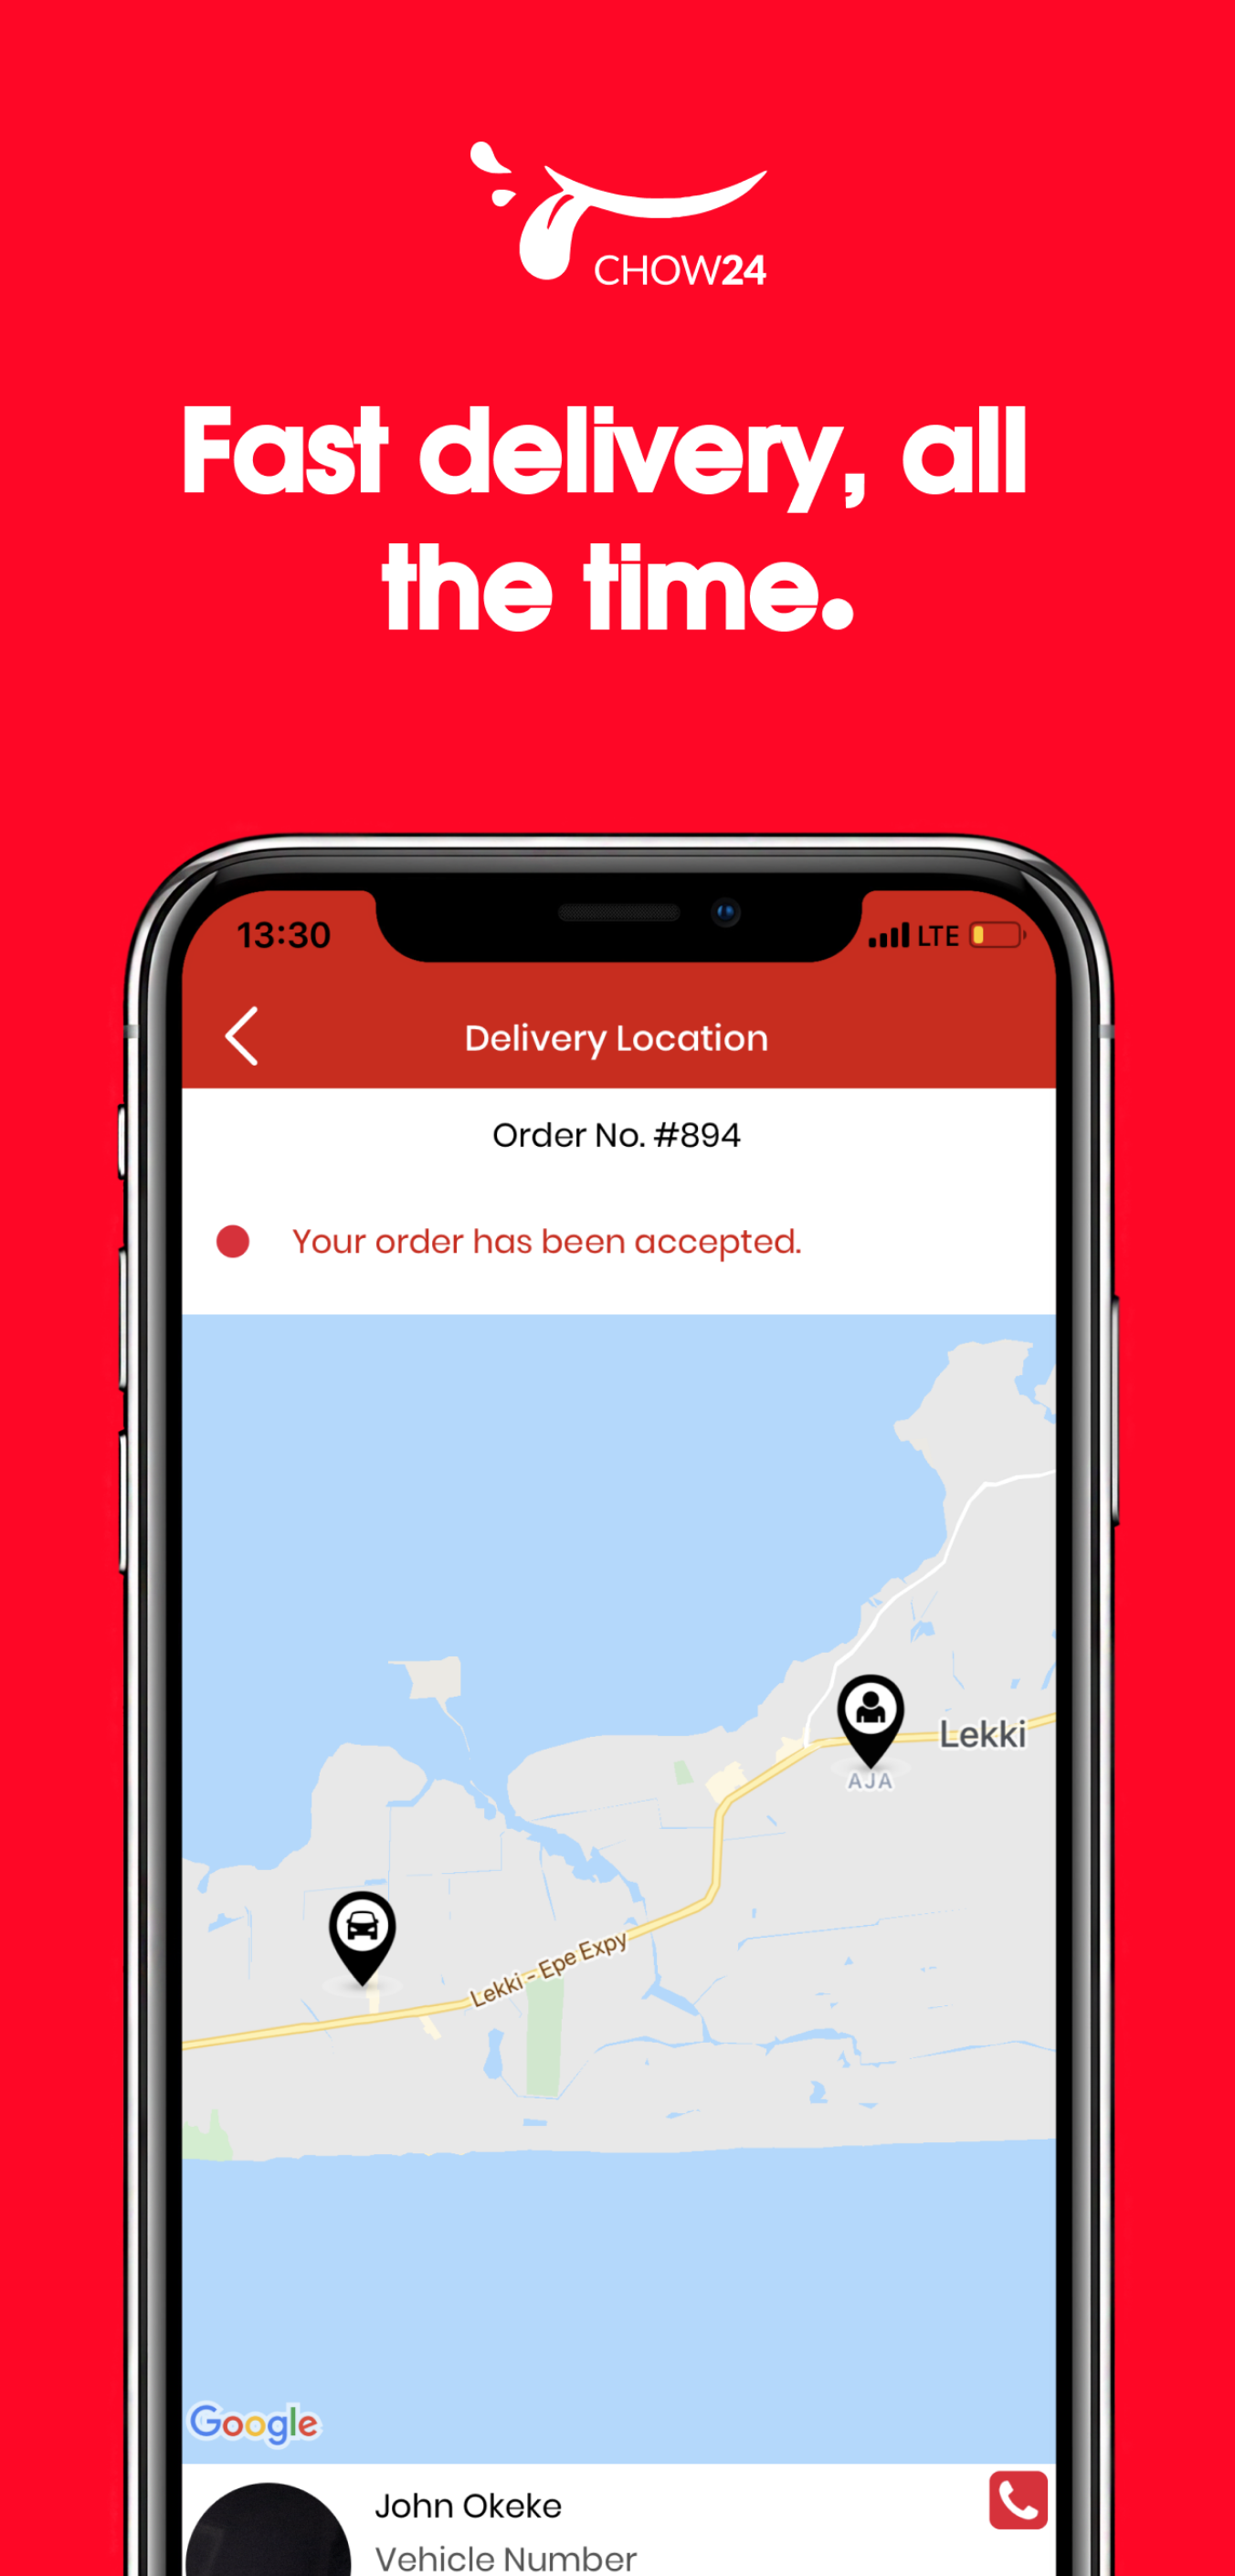 CHOW24
Fast delivery, all
the time.
13:30
LTE
Delivery Location
Order No. #894
Your order has been accepted.
Lekki
AJA
Lekki - Epe Expy
Google
John Okeke
Vehicle Number